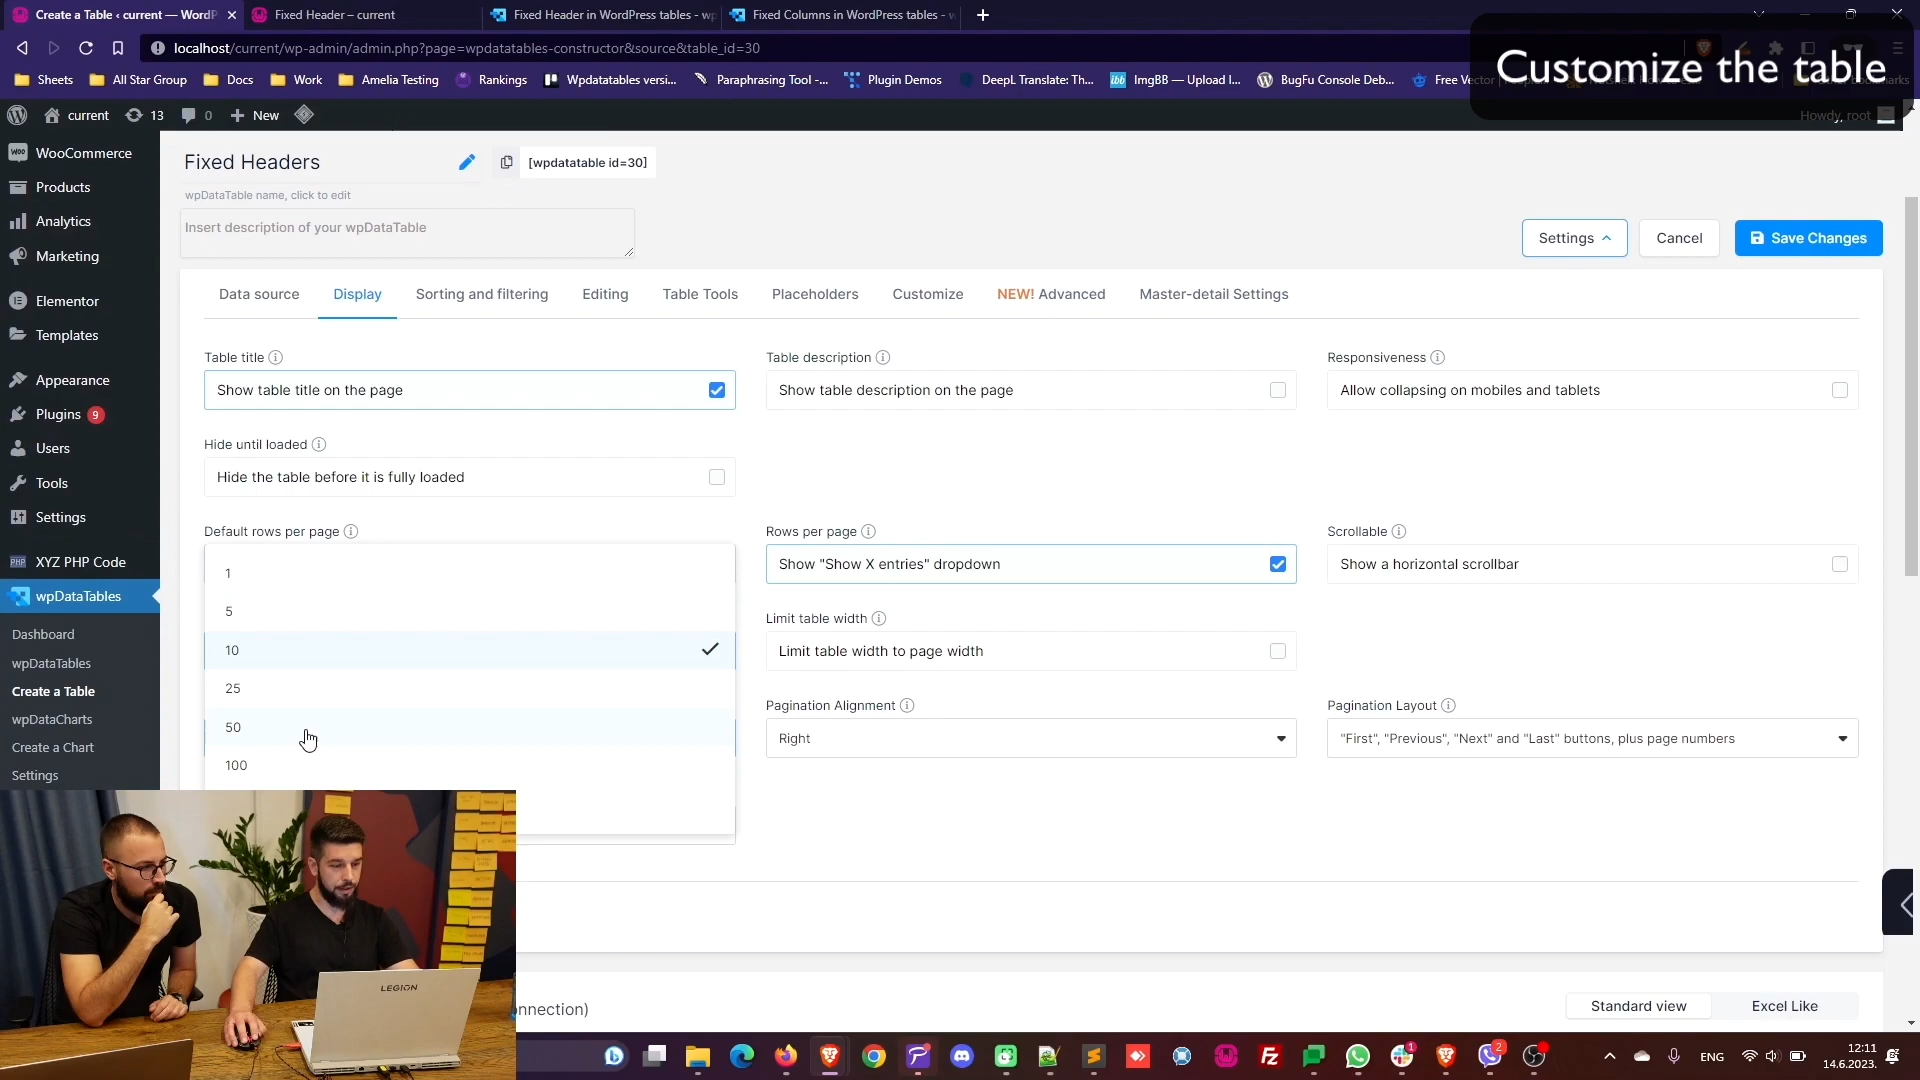 Create a Table ‹ current — WordP
Fixed Header – current
Fixed Header in WordPress tables - wp
Fixed Columns in WordPress tables - w
localhost/current/wp-admin/admin.php?page=wpdatatables-constructor&source&table_id=30
Customize the table
Sheets
All Star Group
Docs
Work
Amelia Testing
Rankings
Wpdatatables versi...
Paraphrasing Tool -...
Plugin Demos
DeepL Translate: Th...
ImgBB — Upload I...
BugFu Console Deb...
Free Vector
current
13
0
New
Howdy, root
WooCommerce
Products
Analytics
Marketing
Elementor
Templates
Appearance
Plugins 9
Users
Tools
Settings
XYZ PHP Code
wpDataTables
Dashboard
wpDataTables
Create a Table
wpDataCharts
Create a Chart
Settings
Fixed Headers
[wpdatatable id=30]
wpDataTable name, click to edit
Insert description of your wpDataTable
Settings
Cancel
Save Changes
Data source
Display
Sorting and filtering
Editing
Table Tools
Placeholders
Customize
NEW! Advanced
Master-detail Settings
Table title
Show table title on the page
Table description
Show table description on the page
Responsiveness
Allow collapsing on mobiles and tablets
Hide until loaded
Hide the table before it is fully loaded
Default rows per page
1
5
10
25
50
100
Rows per page
Show "Show X entries" dropdown
Scrollable
Show a horizontal scrollbar
Limit table width
Limit table width to page width
Pagination Alignment
Right
Pagination Layout
"First", "Previous", "Next" and "Last" buttons, plus page numbers
nnection)
Standard view
Excel Like
LEGION
ENG
12:11
14.6.2023.